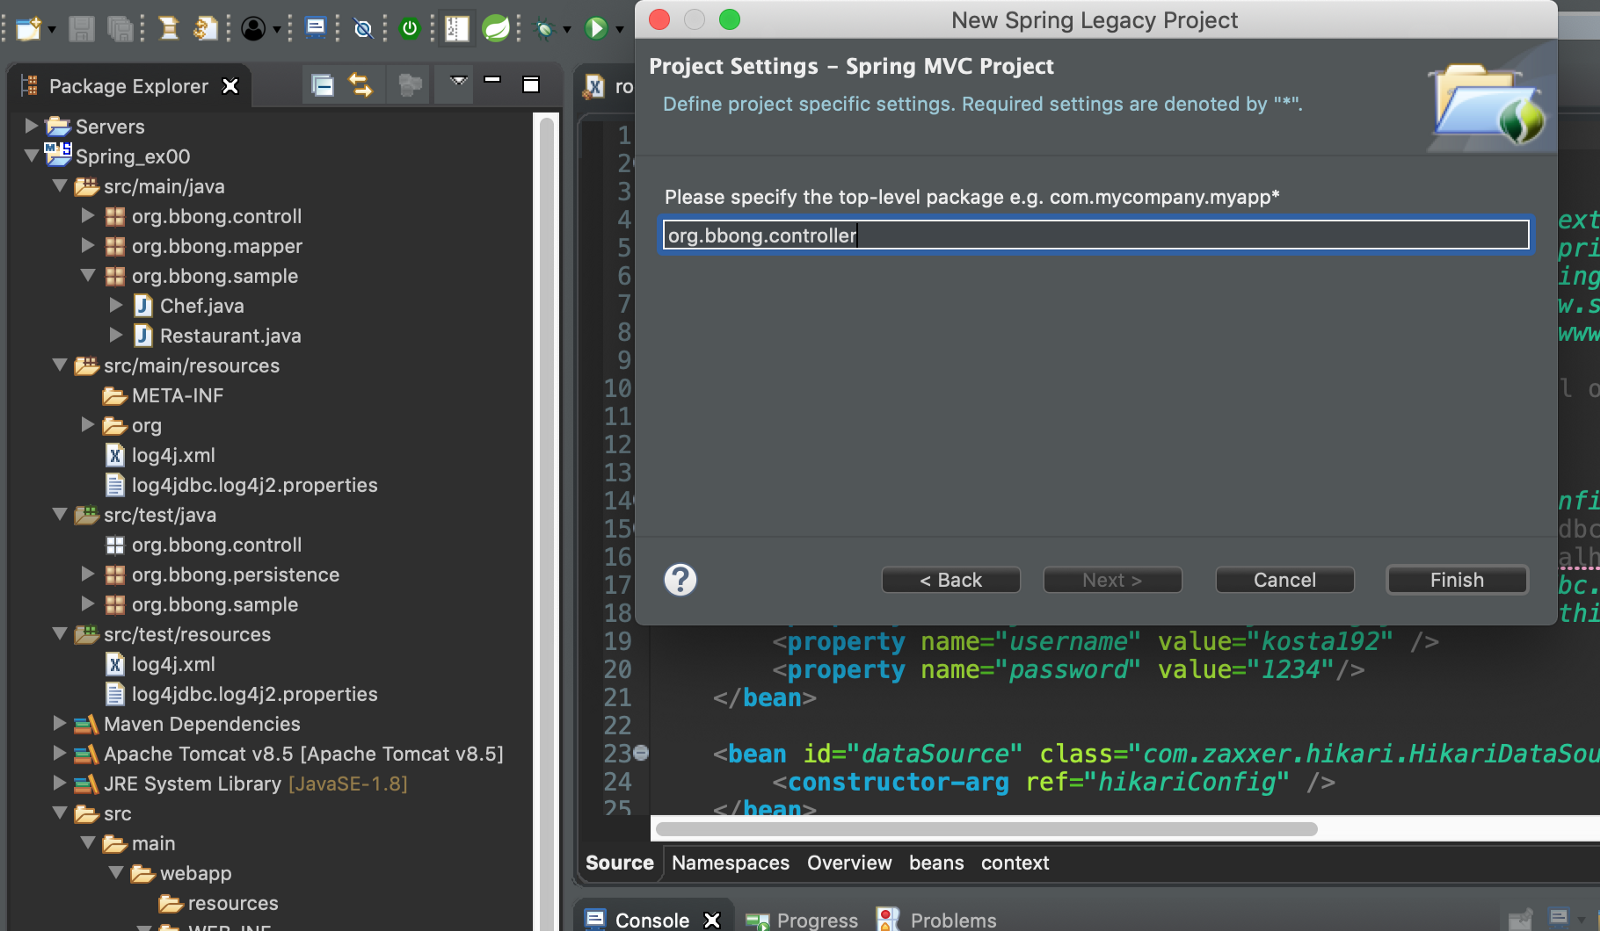 New Spring Legacy Project
Project Settings – Spring MVC Project
Define project specific settings. Required settings are denoted by "*".
Please specify the top-level package e.g. com.mycompany.myapp*
org.bbong.controller
< Back
Next >
Cancel
Finish
Package Explorer
Servers
Spring_ex00
src/main/java
org.bbong.controll
org.bbong.mapper
org.bbong.sample
Chef.java
Restaurant.java
src/main/resources
META-INF
org
log4j.xml
log4jdbc.log4j2.properties
src/test/java
org.bbong.controll
org.bbong.persistence
org.bbong.sample
src/test/resources
log4j.xml
log4jdbc.log4j2.properties
Maven Dependencies
Apache Tomcat v8.5 [Apache Tomcat v8.5]
JRE System Library [JavaSE-1.8]
src
main
webapp
resources
WEB-INF
ro
1
2
3
4 ext
5 pri
6 ing
7 w.s
8 www
9
10 l o
11
12
13
14 nfi
15 dbc
16 alh
17 bc.
18 thi
19 <property name="username" value="kosta192" />
20 <property name="password" value="1234"/>
21 </bean>
22
23 <bean id="dataSource" class="com.zaxxer.hikari.HikariDataSou
24 <constructor-arg ref="hikariConfig" />
25 </bean>
Source Namespaces Overview beans context
Console Progress Problems